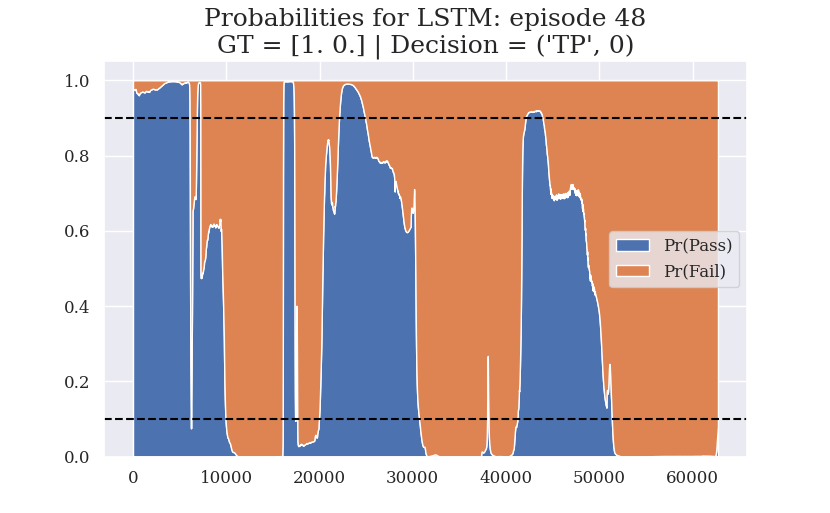 Probabilities for LSTM: episode 48
GT = [1. 0.] | Decision = ('TP', 0)
1.0
0.8
0.6
0.4
0.2
0.0
Pr(Pass)
Pr(Fail)
0 10000 20000 30000 40000 50000 60000